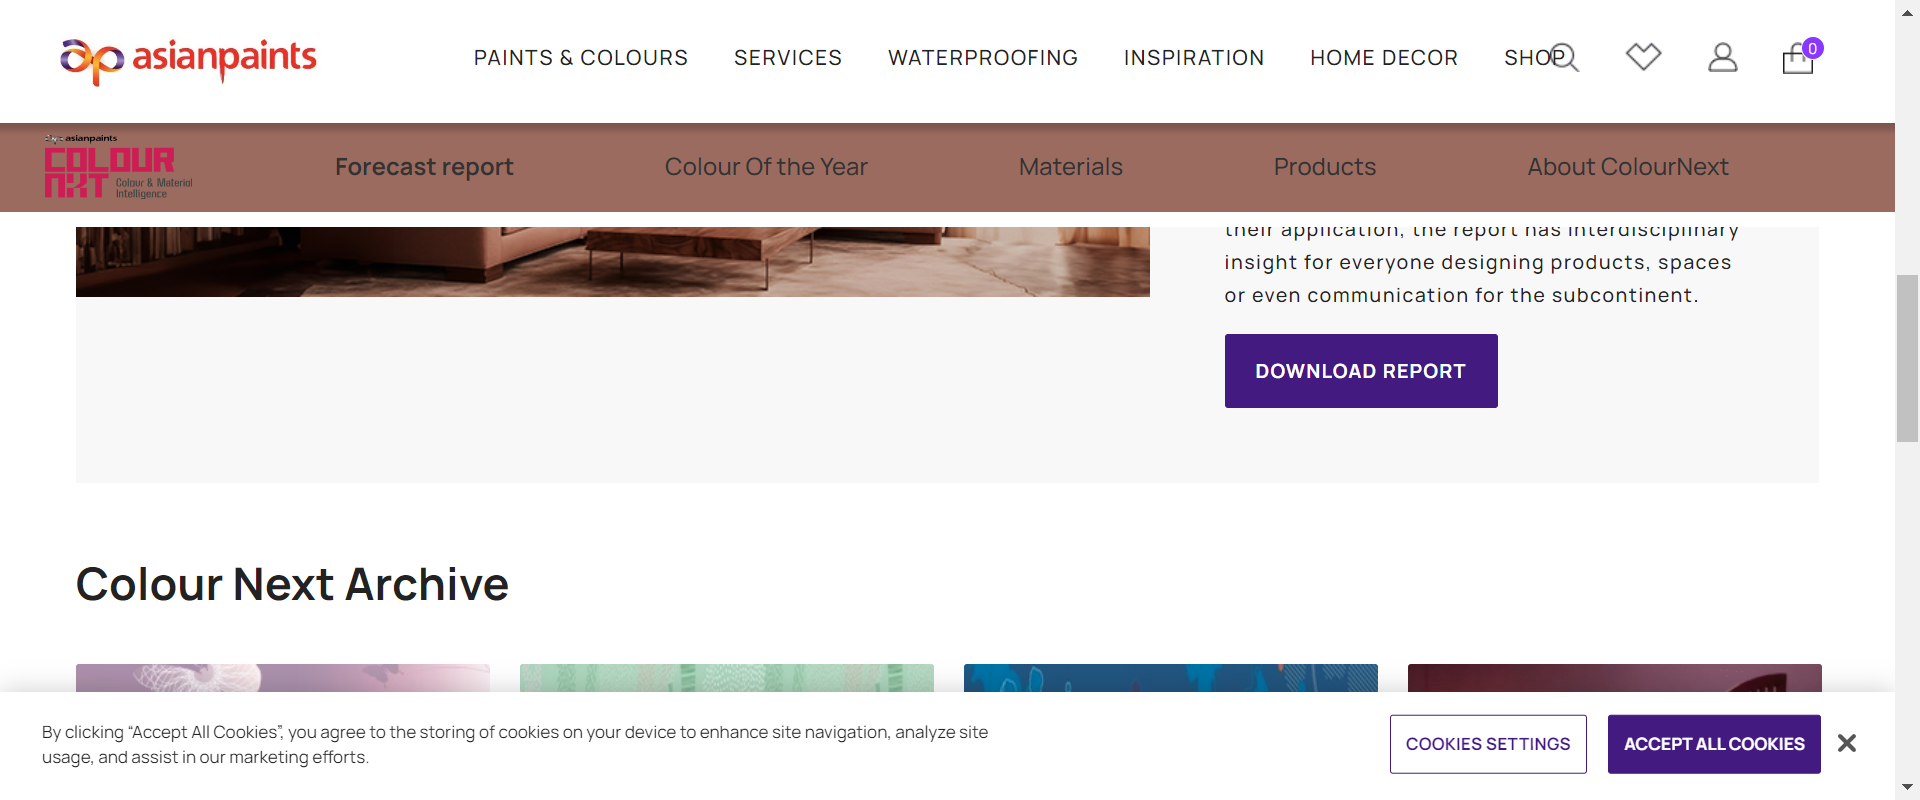 asianpaints
PAINTS & COLOURS SERVICES WATERPROOFING INSPIRATION HOME DECOR SHOP
0
asianpaints
COLOUR
NXT
Colour & Material
Intelligence
Forecast report Colour Of the Year Materials Products About ColourNext
their application, the report has interdisciplinary
insight for everyone designing products, spaces
or even communication for the subcontinent.
DOWNLOAD REPORT
Colour Next Archive
By clicking “Accept All Cookies”, you agree to the storing of cookies on your device to enhance site navigation, analyze site
usage, and assist in our marketing efforts.
COOKIES SETTINGS
ACCEPT ALL COOKIES